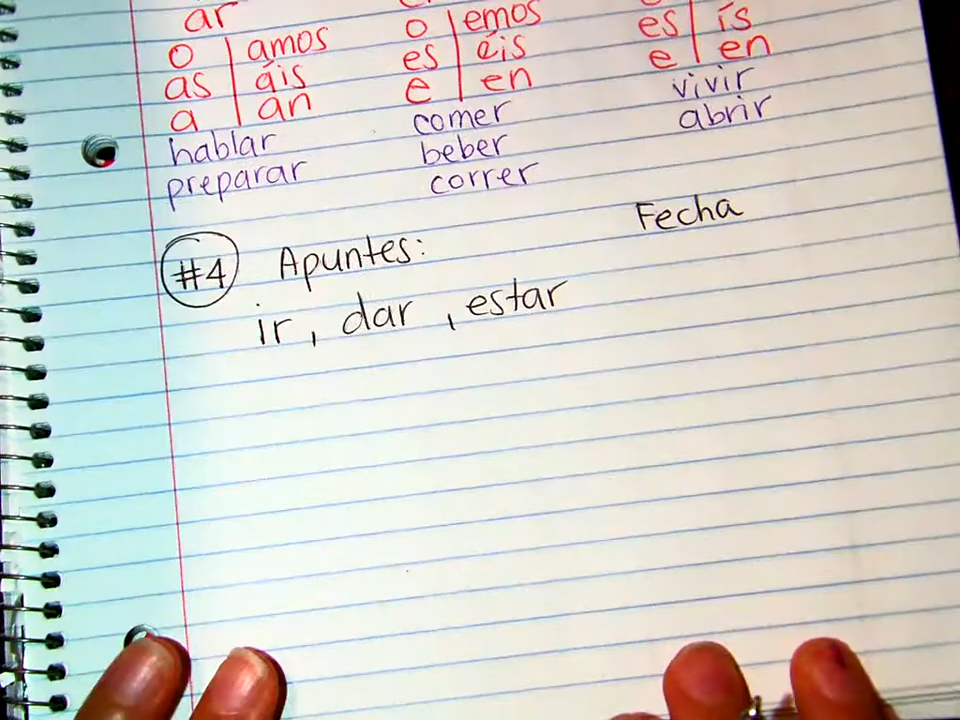 ar
o | amos o | emos es | ís
as | áis es | éis e | en
a | an e | en vivir
hablar comer abrir
preparar beber
correr
Fecha
#4 Apuntes:
ir, dar, estar